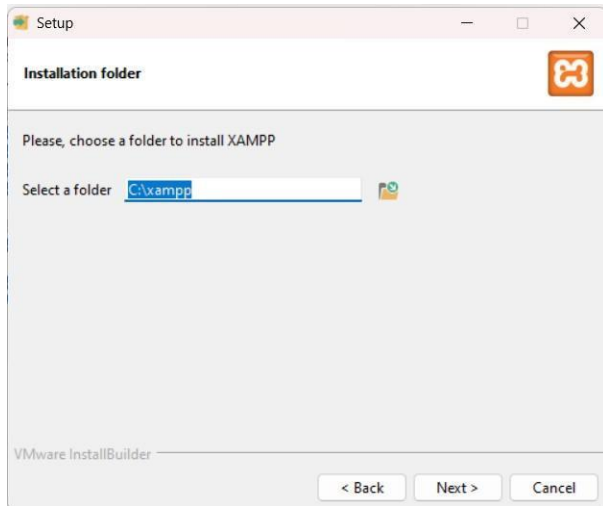 Setup
Installation folder
Please, choose a folder to install XAMPP
Select a folder C:\xampp
VMware InstallBuilder
< Back Next > Cancel